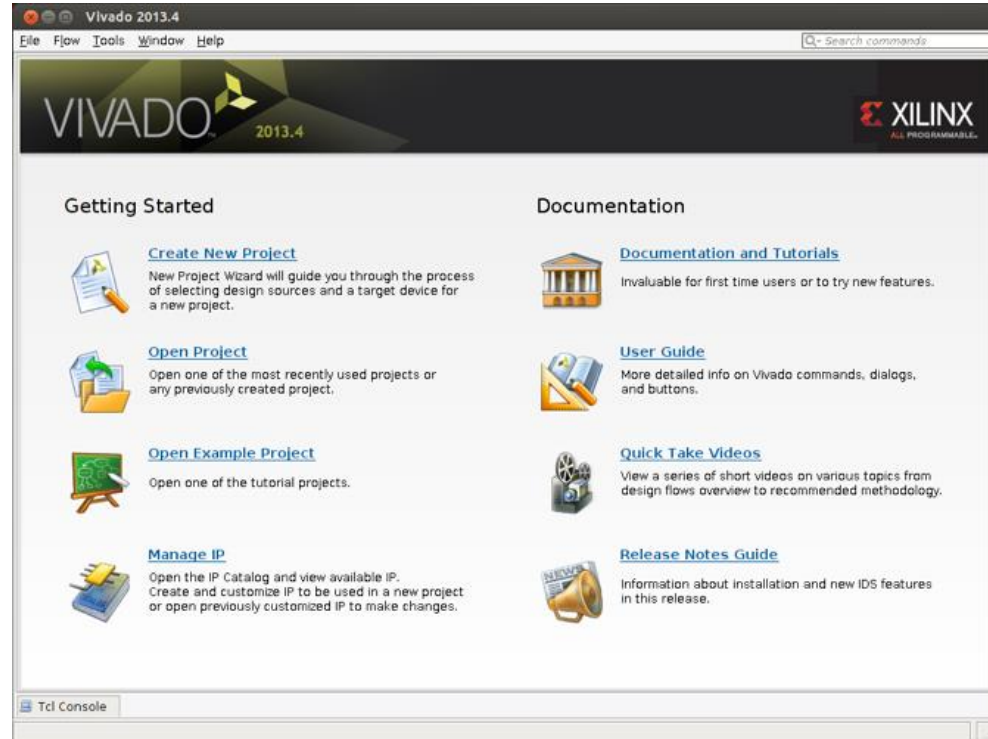 Vivado 2013.4
File Flow Tools Window Help
Q- Search commands
VIVADO™ 2013.4
XILINX
ALL PROGRAMMABLE™
Getting Started
Create New Project
New Project Wizard will guide you through the process
of selecting design sources and a target device for
a new project.
Open Project
Open one of the most recently used projects or
any previously created project.
Open Example Project
Open one of the tutorial projects.
Manage IP
Open the IP Catalog and view available IP.
Create and customize IP to be used in a new project
or open previously customized IP to make changes.
Documentation
Documentation and Tutorials
Invaluable for first time users or to try new features.
User Guide
More detailed info on Vivado commands, dialogs,
and buttons.
Quick Take Videos
View a series of short videos on various topics from
design flows overview to recommended methodology.
NEWS
Release Notes Guide
Information about installation and new IDS features
in this release.
Tcl Console